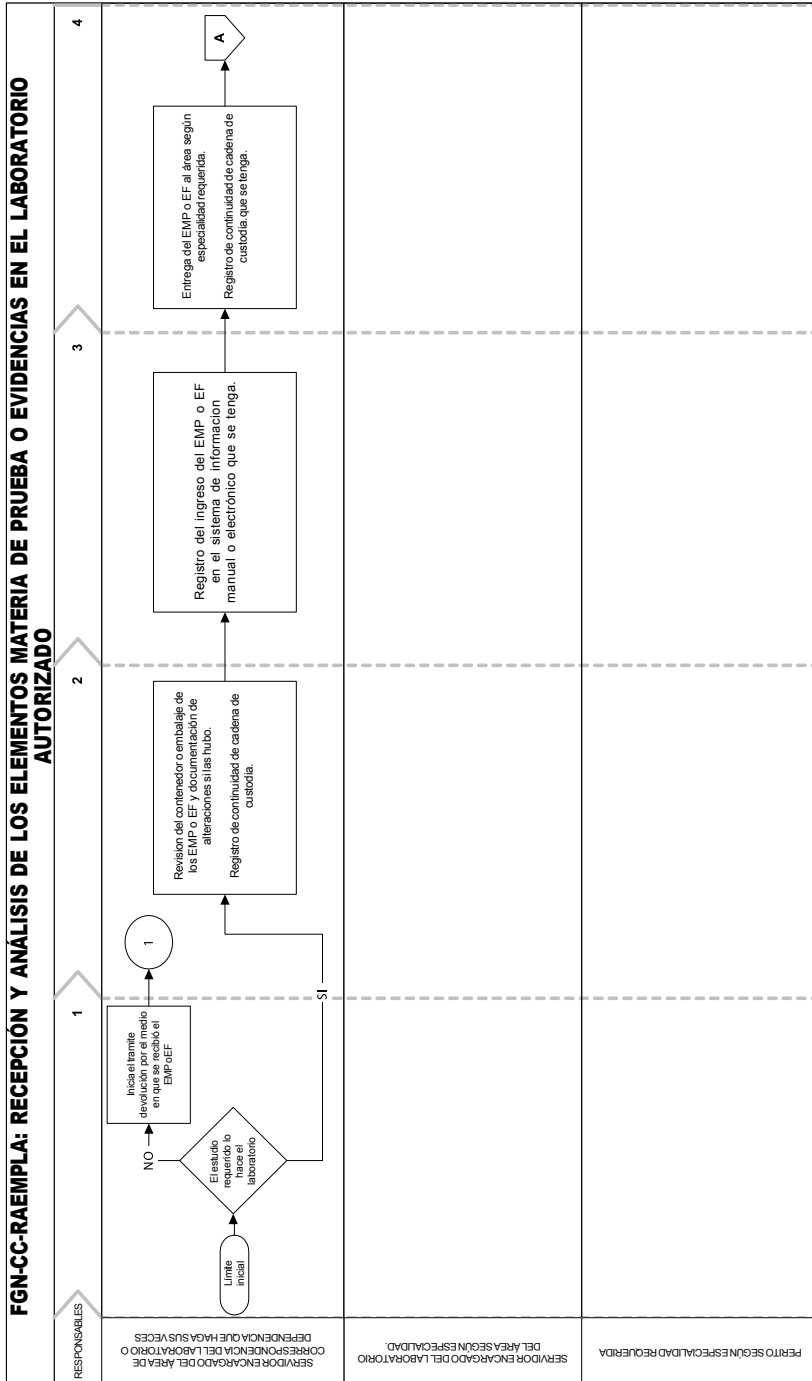 FGN-CC-RAEMPLA: RECEPCIÓN Y ANÁLISIS DE LOS ELEMENTOS MATERIA DE PRUEBA O EVIDENCIAS EN EL LABORATORIO
AUTORIZADO
RESPONSABLES
1
2
3
4
SERVIDOR ENCARGADO DEL ÁREA DE
CORRESPONDENCIA DEL LABORATORIO O
DEPENDENCIA QUE HAGA SUS VECES
Límite
inicial
El estudio
requerido lo
hace el
laboratorio
NO
Inicia el tramite
devolución por el medio
en que se recibió el
EMP o EF
1
SI
Revision del contenedor o embalaje de
los EMP o EF y documentación de
alteraciones si las hubo.
Registro de continuidad de cadena de
custodia.
Registro del ingreso del EMP o EF
en el sistema de informacion
manual o electrónico que se tenga.
Entrega del EMP o EF al área según
especialidad requerida.
Registro de continuidad de cadena de
custodia. que se tenga.
A
SERVIDOR ENCARGADO DEL LABORATORIO
DEL ÁREA SEGÚN ESPECIALIDAD.
PERITO SEGÚN ESPECIALIDAD REQUERIDA